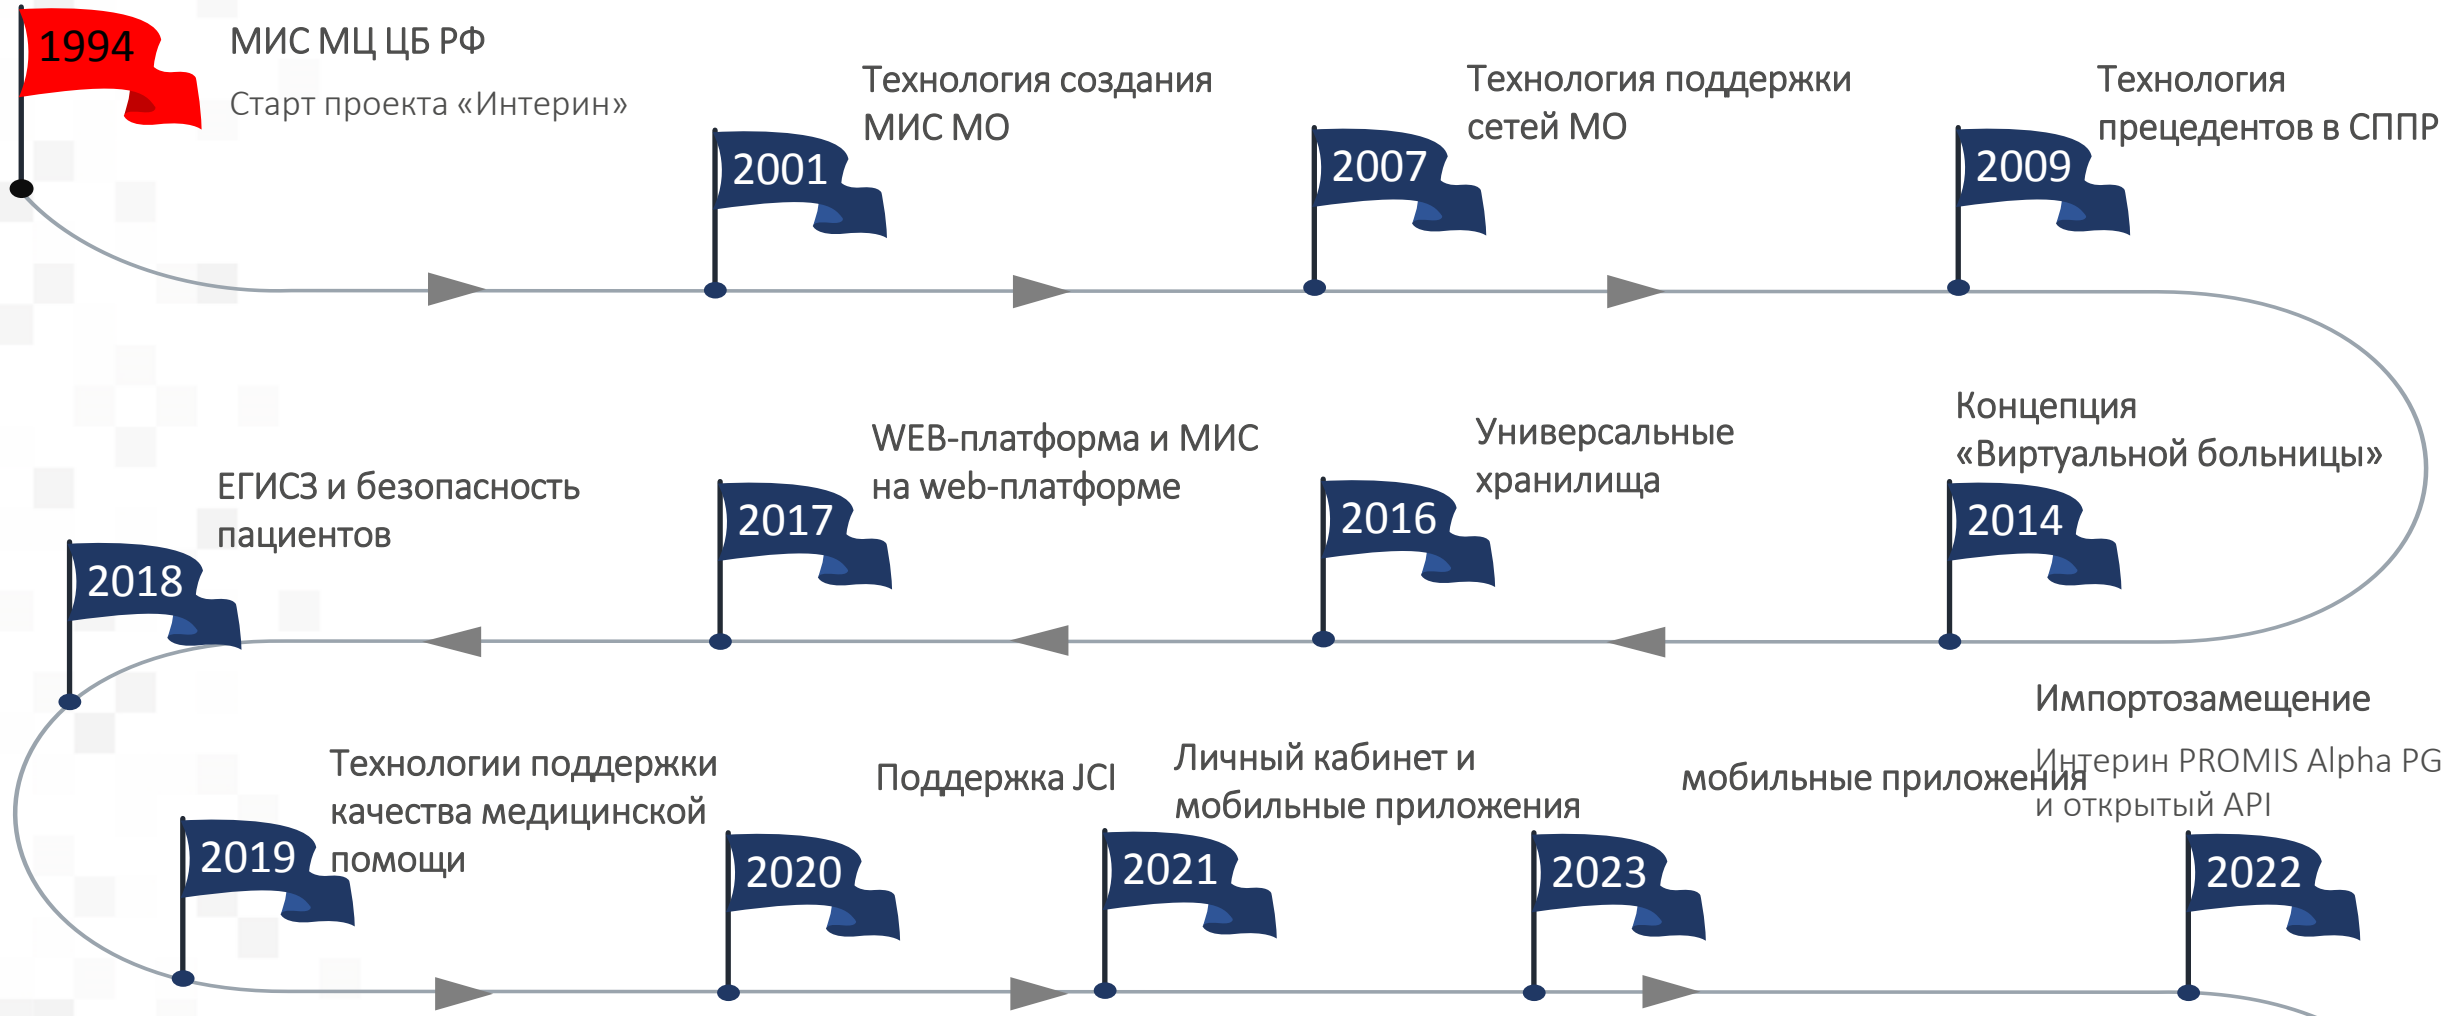 1994
МИС МЦ ЦБ РФ
Старт проекта «Интерин»
2001
Технология создания
МИС МО
2007
Технология поддержки
сетей МО
2009
Технология
прецедентов в СППР
Концепция
«Виртуальной больницы»
2014
Универсальные
хранилища
2016
WEB-платформа и МИС
на web-платформе
2017
ЕГИСЗ и безопасность
пациентов
2018
Технологии поддержки
качества медицинской
помощи
2019
Поддержка JCI
2020
Личный кабинет и
мобильные приложения
2021
мобильные приложения
2023
Импортозамещение
Интерин PROMIS Alpha PG
и открытый API
2022